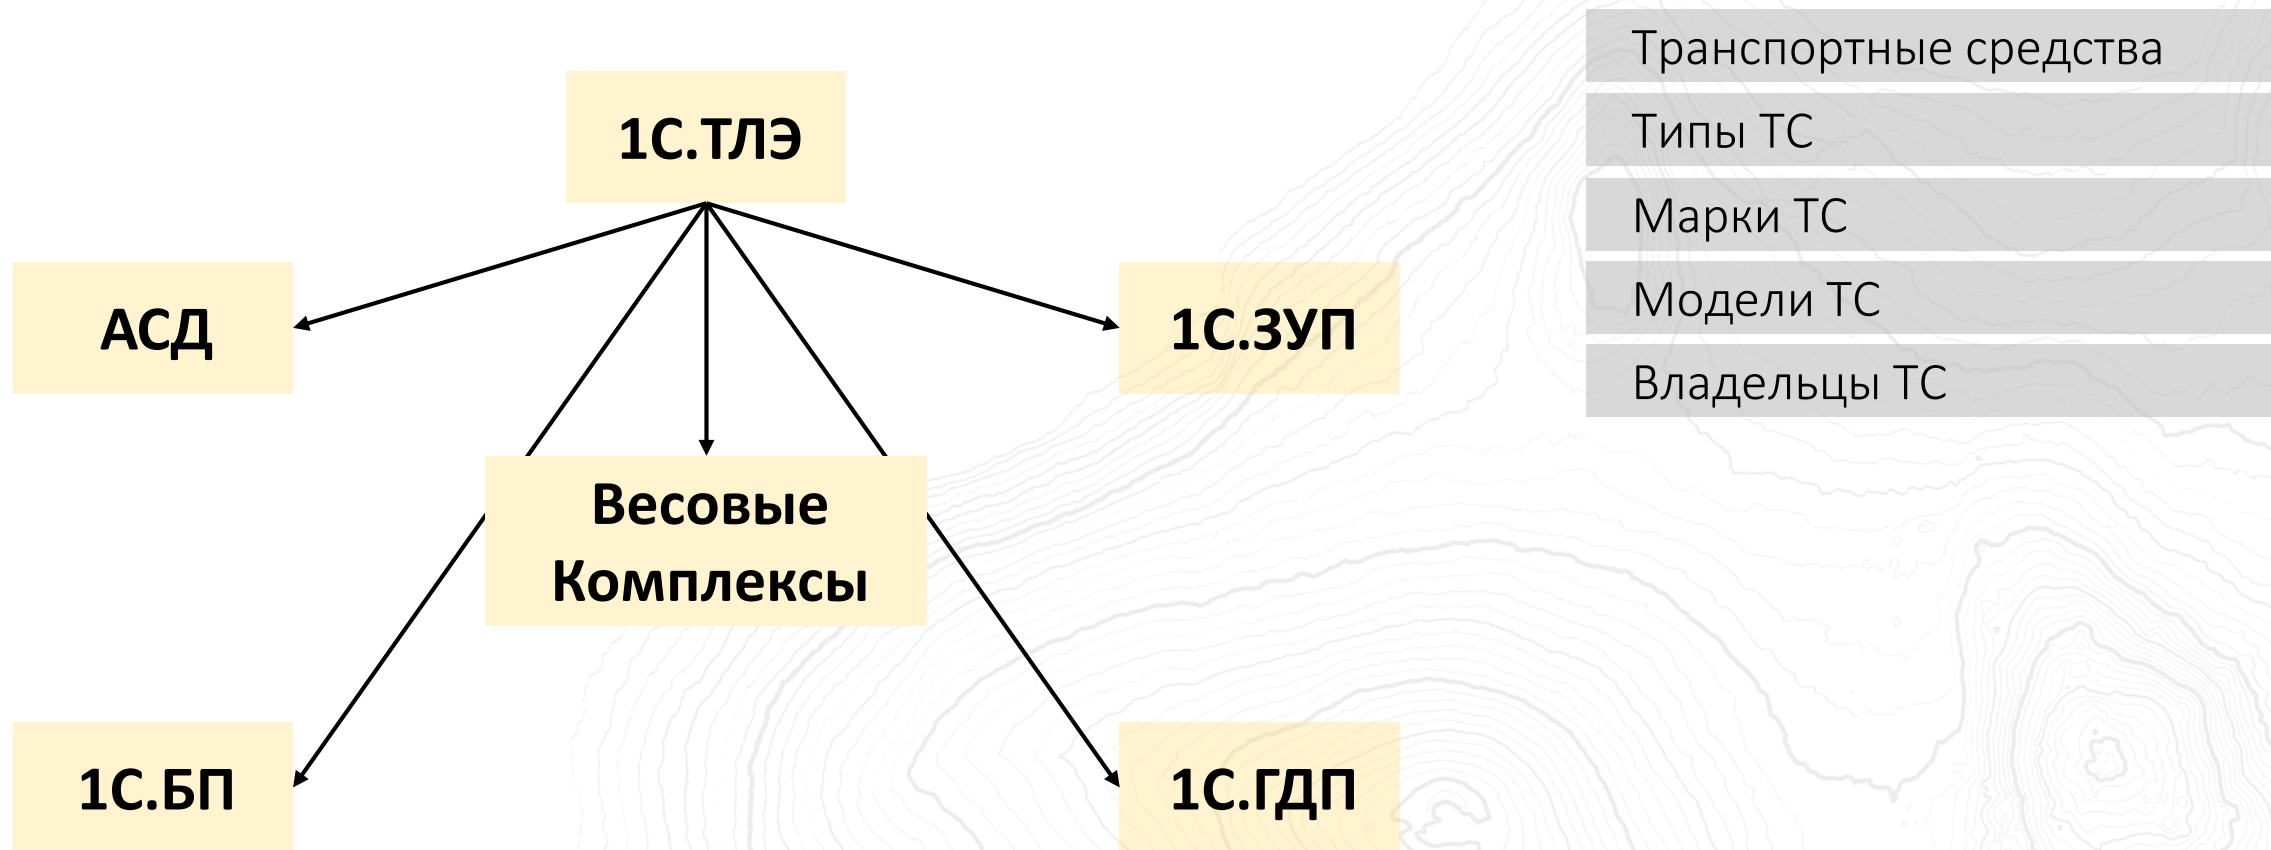 1С.ТЛЭ
АСД
1С.ЗУП
Весовые
Комплексы
1С.БП
1С.ГДП
Транспортные средства
Типы ТС
Марки ТС
Модели ТС
Владельцы ТС